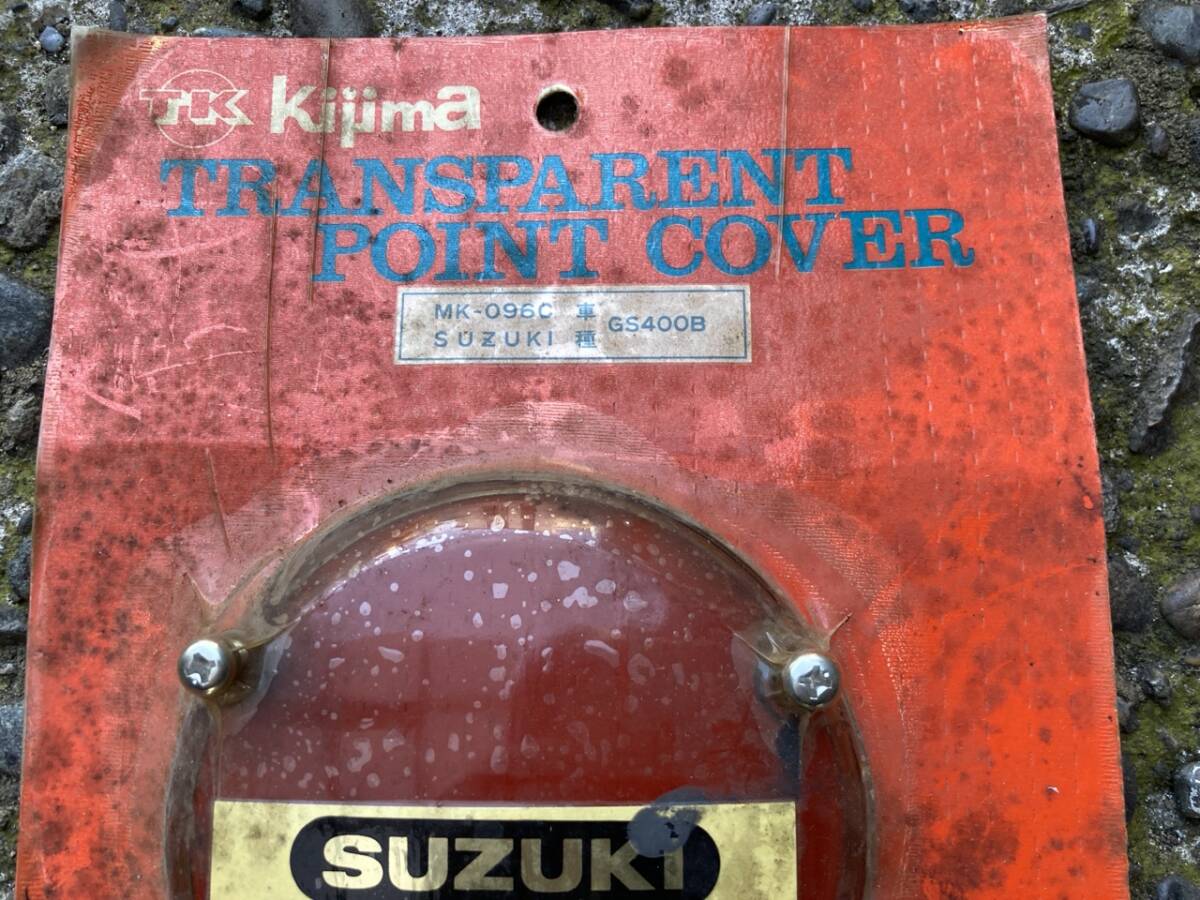 TK Kijima
TRANSPARENT
POINT COVER
MK-096C 車種 GS400B
SUZUKI
SUZUKI